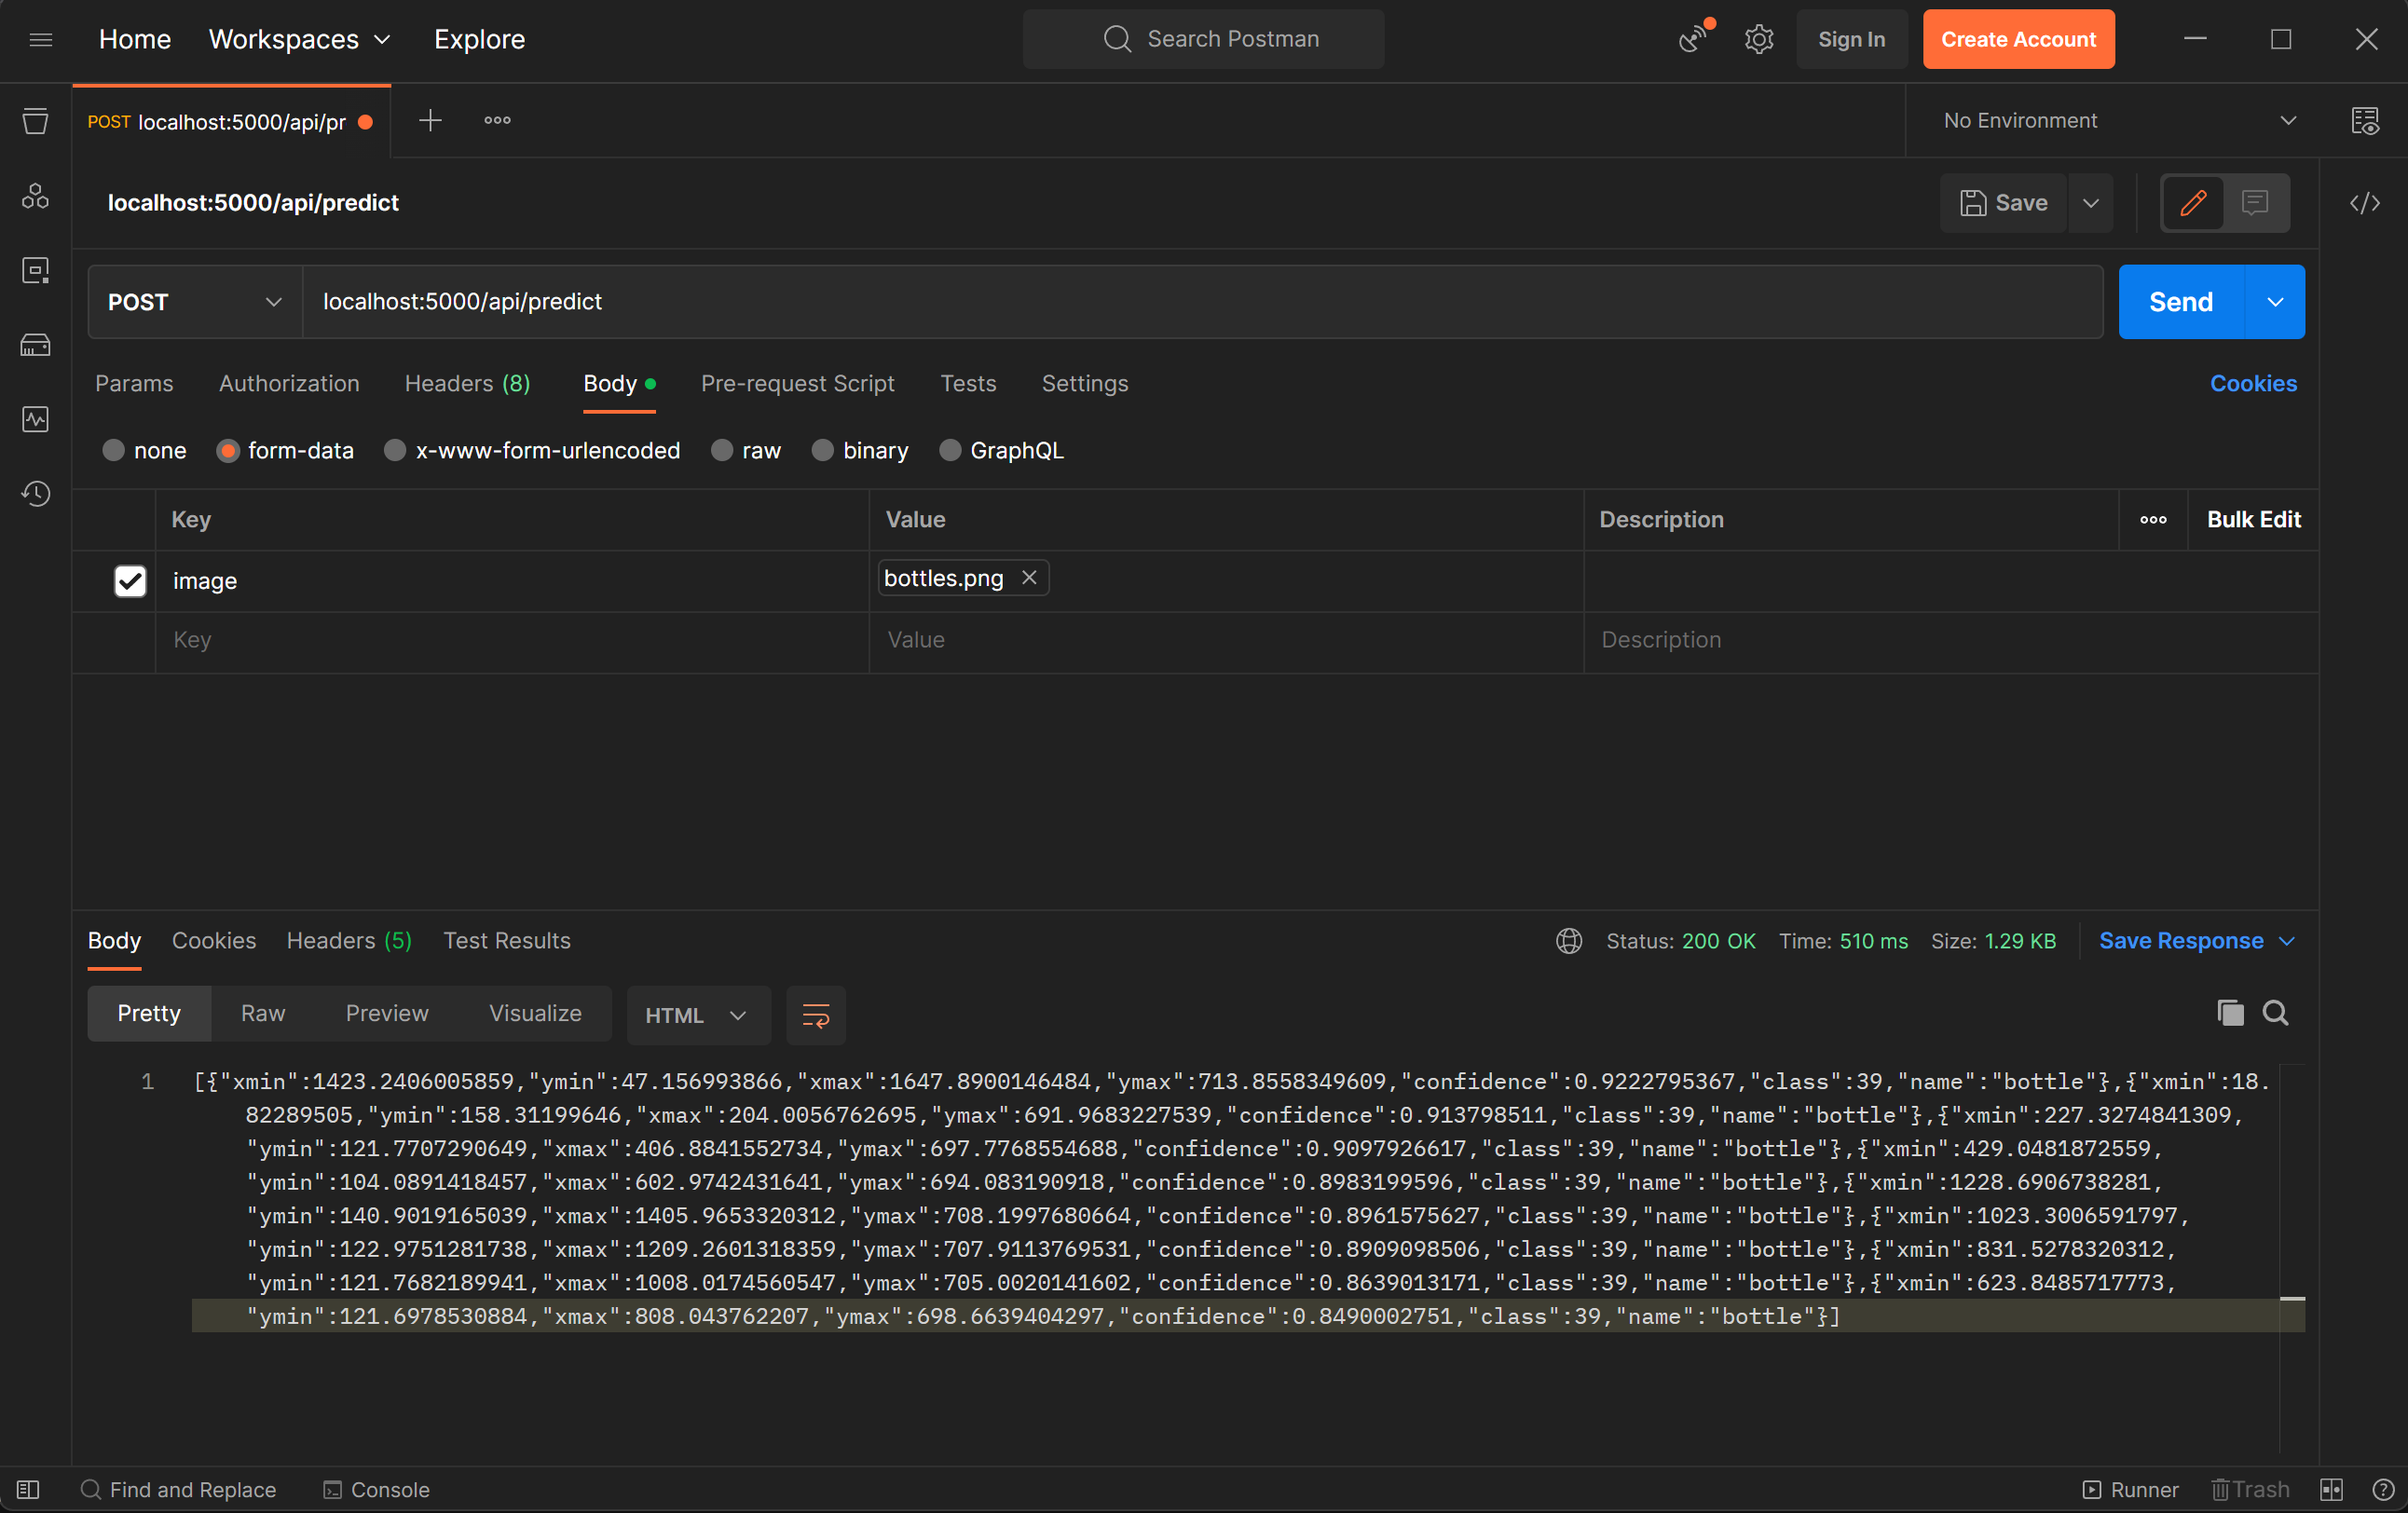 Home Workspaces Explore Search Postman Sign In Create Account
POST localhost:5000/api/pr No Environment
localhost:5000/api/predict Save
POST localhost:5000/api/predict Send
Params Authorization Headers (8) Body Pre-request Script Tests Settings Cookies
none form-data x-www-form-urlencoded raw binary GraphQL
Key Value Description Bulk Edit
image bottles.png
Key Value Description
Body Cookies Headers (5) Test Results Status: 200 OK Time: 510 ms Size: 1.29 KB Save Response
Pretty Raw Preview Visualize HTML
1 [{"xmin":1423.2406005859,"ymin":47.156993866,"xmax":1647.8900146484,"ymax":713.8558349609,"confidence":0.9222795367,"class":39,"name":"bottle"},{"xmin":18.
82289505,"ymin":158.31199646,"xmax":204.0056762695,"ymax":691.9683227539,"confidence":0.913798511,"class":39,"name":"bottle"},{"xmin":227.3274841309,
"ymin":121.7707290649,"xmax":406.8841552734,"ymax":697.7768554688,"confidence":0.9097926617,"class":39,"name":"bottle"},{"xmin":429.0481872559,
"ymin":104.0891418457,"xmax":602.9742431641,"ymax":694.083190918,"confidence":0.8983199596,"class":39,"name":"bottle"},{"xmin":1228.6906738281,
"ymin":140.9019165039,"xmax":1405.9653320312,"ymax":708.1997680664,"confidence":0.8961575627,"class":39,"name":"bottle"},{"xmin":1023.3006591797,
"ymin":122.9751281738,"xmax":1209.2601318359,"ymax":707.9113769531,"confidence":0.8909098506,"class":39,"name":"bottle"},{"xmin":831.5278320312,
"ymin":121.7682189941,"xmax":1008.0174560547,"ymax":705.0020141602,"confidence":0.8639013171,"class":39,"name":"bottle"},{"xmin":623.8485717773,
"ymin":121.6978530884,"xmax":808.043762207,"ymax":698.6639404297,"confidence":0.8490002751,"class":39,"name":"bottle"}]
Find and Replace Console Runner Trash